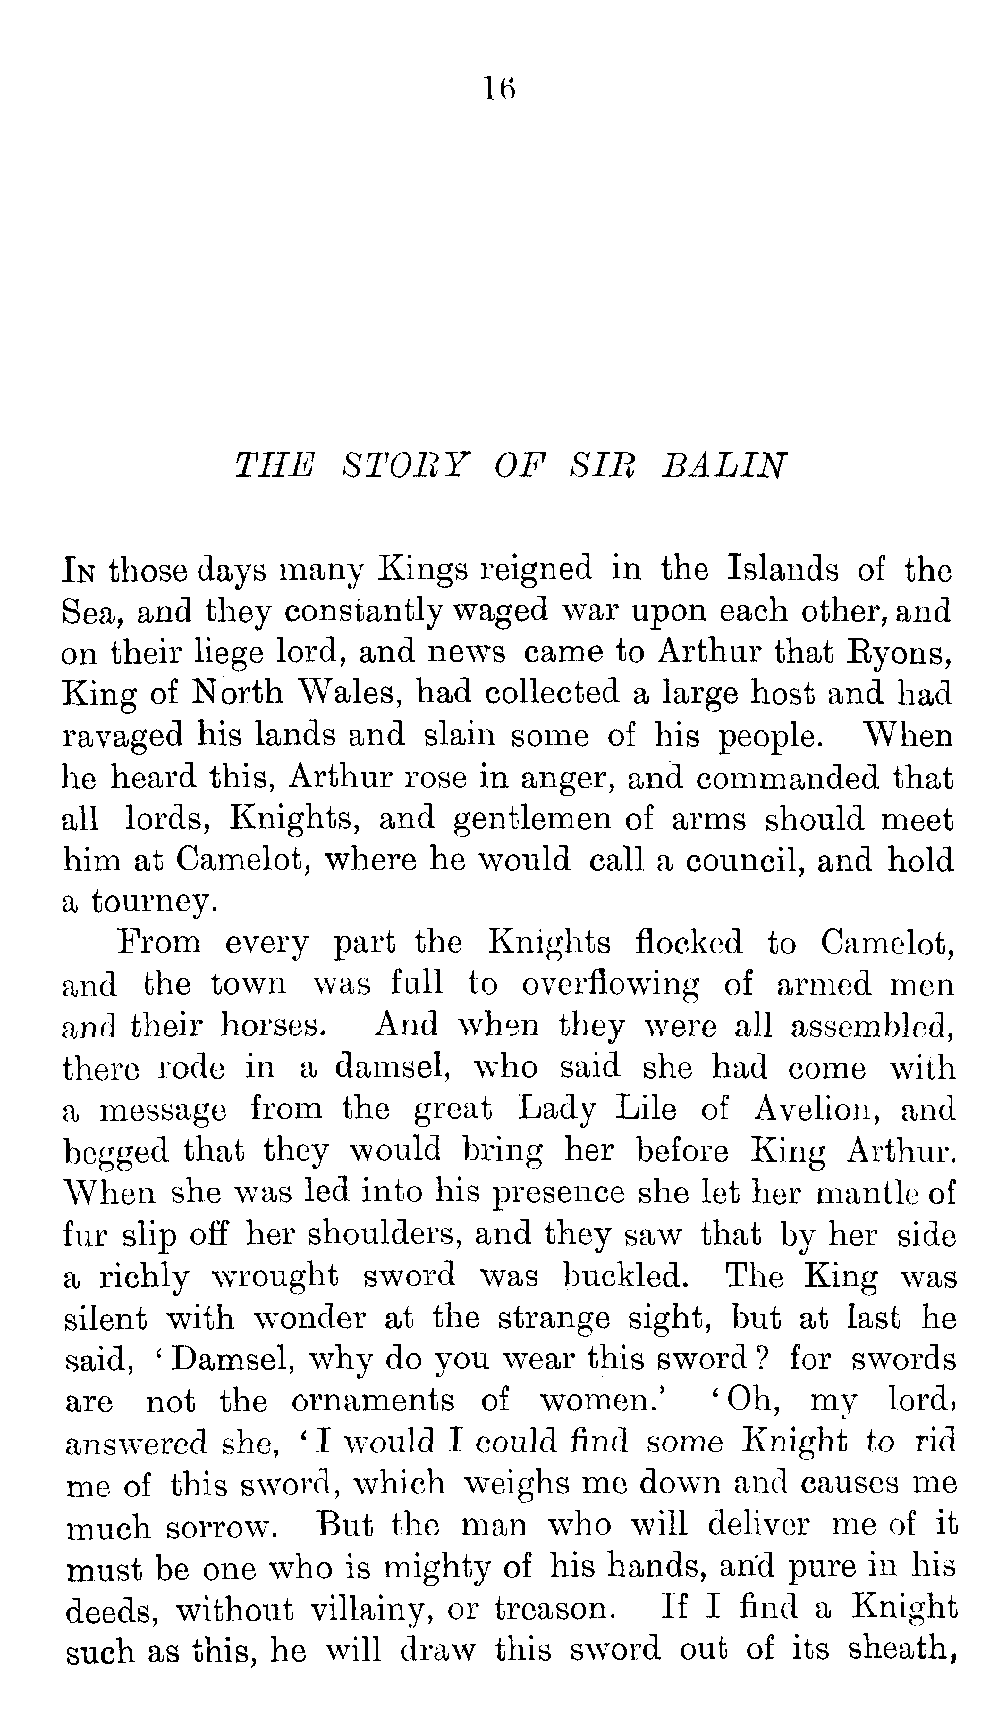 16
THE STORY OF SIR BALIN
In those days many Kings reigned in the Islands of the
Sea, and they constantly waged war upon each other, and
on their liege lord, and news came to Arthur that Ryons,
King of North Wales, had collected a large host and had
ravaged his lands and slain some of his people. When
he heard this, Arthur rose in anger, and commanded that
all lords, Knights, and gentlemen of arms should meet
him at Camelot, where he would call a council, and hold
a tourney.
From every part the Knights flocked to Camelot,
and the town was full to overflowing of armed men
and their horses. And when they were all assembled,
there rode in a damsel, who said she had come with
a message from the great Lady Lile of Avelion, and
begged that they would bring her before King Arthur.
When she was led into his presence she let her mantle of
fur slip off her shoulders, and they saw that by her side
a richly wrought sword was buckled. The King was
silent with wonder at the strange sight, but at last he
said, ‘Damsel, why do you wear this sword? for swords
are not the ornaments of women.’ ‘Oh, my lord,
answered she, ‘I would I could find some Knight to rid
me of this sword, which weighs me down and causes me
much sorrow. But the man who will deliver me of it
must be one who is mighty of his hands, and pure in his
deeds, without villainy, or treason. If I find a Knight
such as this, he will draw this sword out of its sheath,